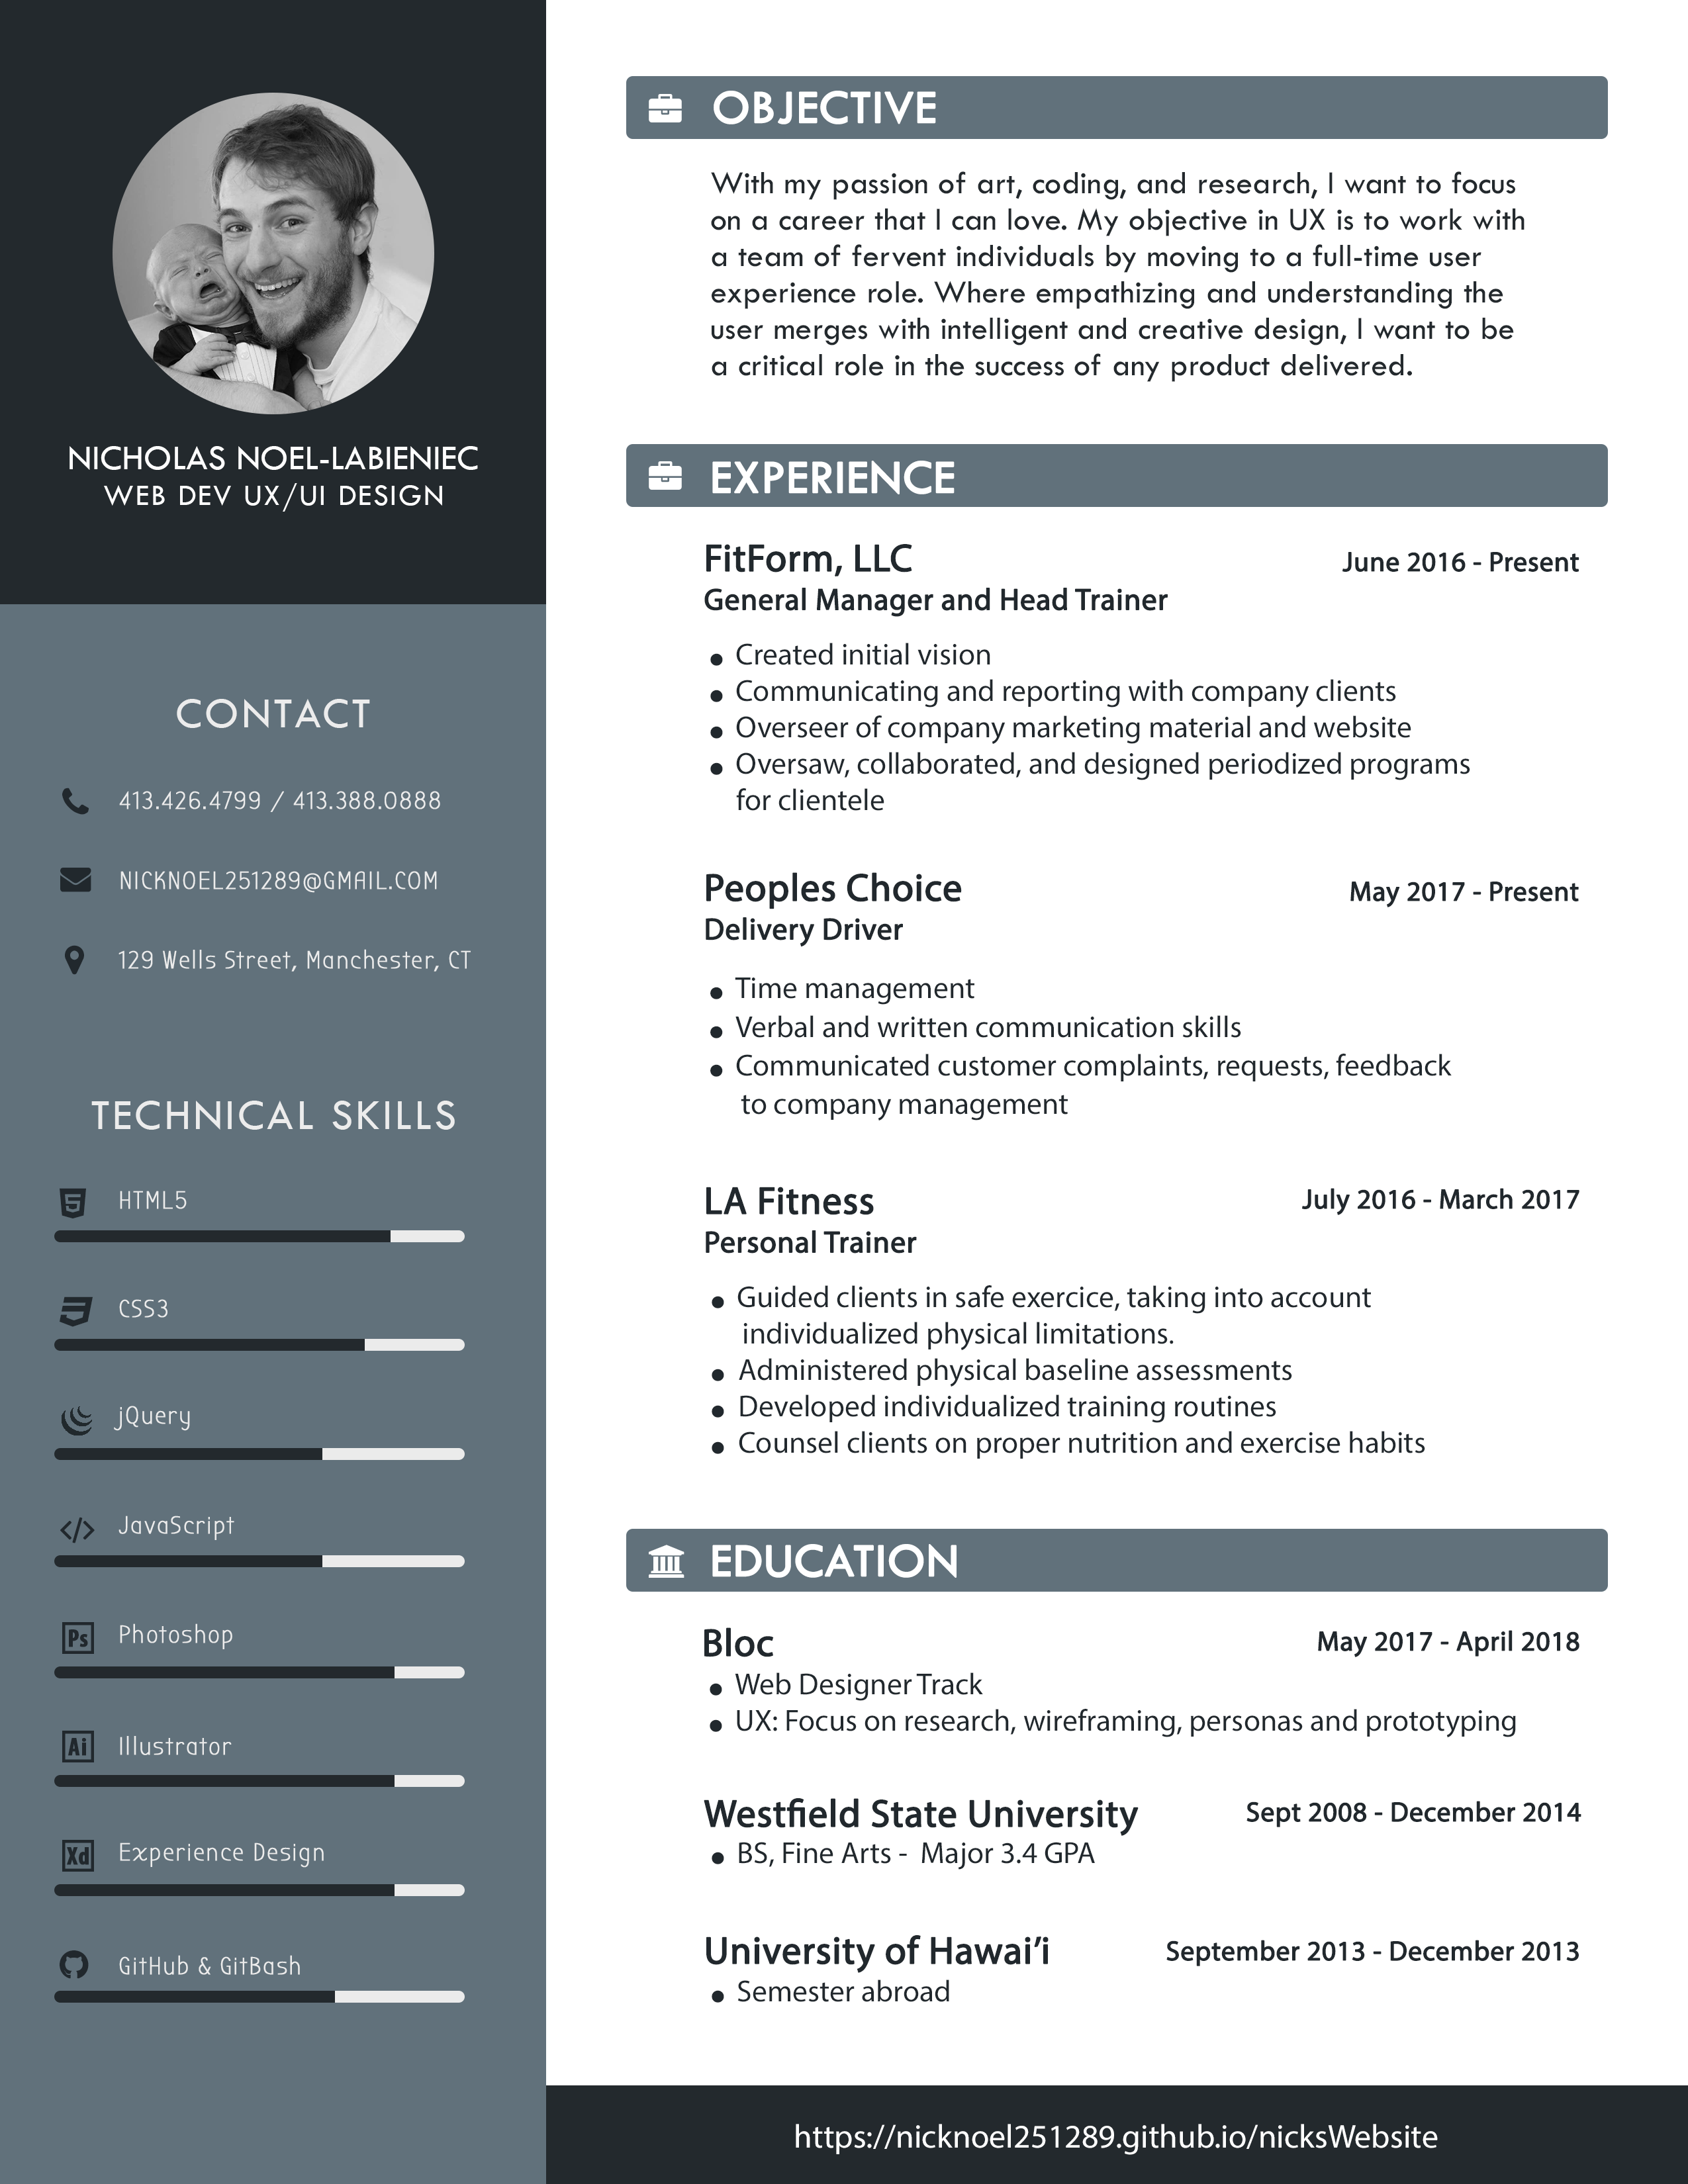 NICHOLAS NOEL-LABIENIEC
WEB DEV UX/UI DESIGN
CONTACT
413.426.4799 / 413.388.0888
NICKNOEL251289@GMAIL.COM
129 Wells Street, Manchester, CT
TECHNICAL SKILLS
HTML5
CSS3
jQuery
JavaScript
Ps Photoshop
Ai Illustrator
Xd Experience Design
GitHub & GitBash
OBJECTIVE
With my passion of art, coding, and research, I want to focus
on a career that I can love. My objective in UX is to work with
a team of fervent individuals by moving to a full-time user
experience role. Where empathizing and understanding the
user merges with intelligent and creative design, I want to be
a critical role in the success of any product delivered.
EXPERIENCE
FitForm, LLC June 2016 - Present
General Manager and Head Trainer
● Created initial vision
● Communicating and reporting with company clients
● Overseer of company marketing material and website
● Oversaw, collaborated, and designed periodized programs
for clientele
Peoples Choice May 2017 - Present
Delivery Driver
● Time management
● Verbal and written communication skills
● Communicated customer complaints, requests, feedback
to company management
LA Fitness July 2016 - March 2017
Personal Trainer
● Guided clients in safe exercice, taking into account
individualized physical limitations.
● Administered physical baseline assessments
● Developed individualized training routines
● Counsel clients on proper nutrition and exercise habits
EDUCATION
Bloc May 2017 - April 2018
● Web Designer Track
● UX: Focus on research, wireframing, personas and prototyping
Westfield State University Sept 2008 - December 2014
● BS, Fine Arts - Major 3.4 GPA
University of Hawai’i September 2013 - December 2013
● Semester abroad
https://nicknoel251289.github.io/nicksWebsite